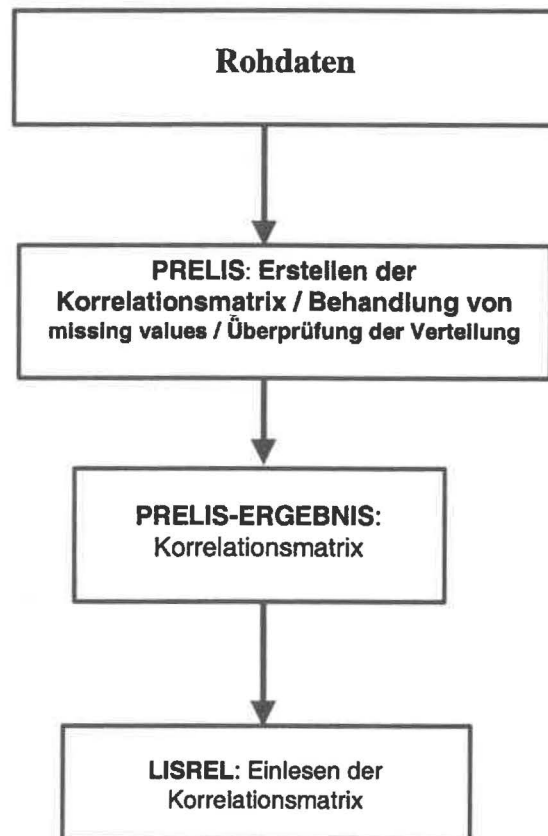 Rohdaten
PRELIS: Erstellen der
Korrelationsmatrix / Behandlung von
missing values / Überprüfung der Verteilung
PRELIS-ERGEBNIS:
Korrelationsmatrix
LISREL: Einlesen der
Korrelationsmatrix